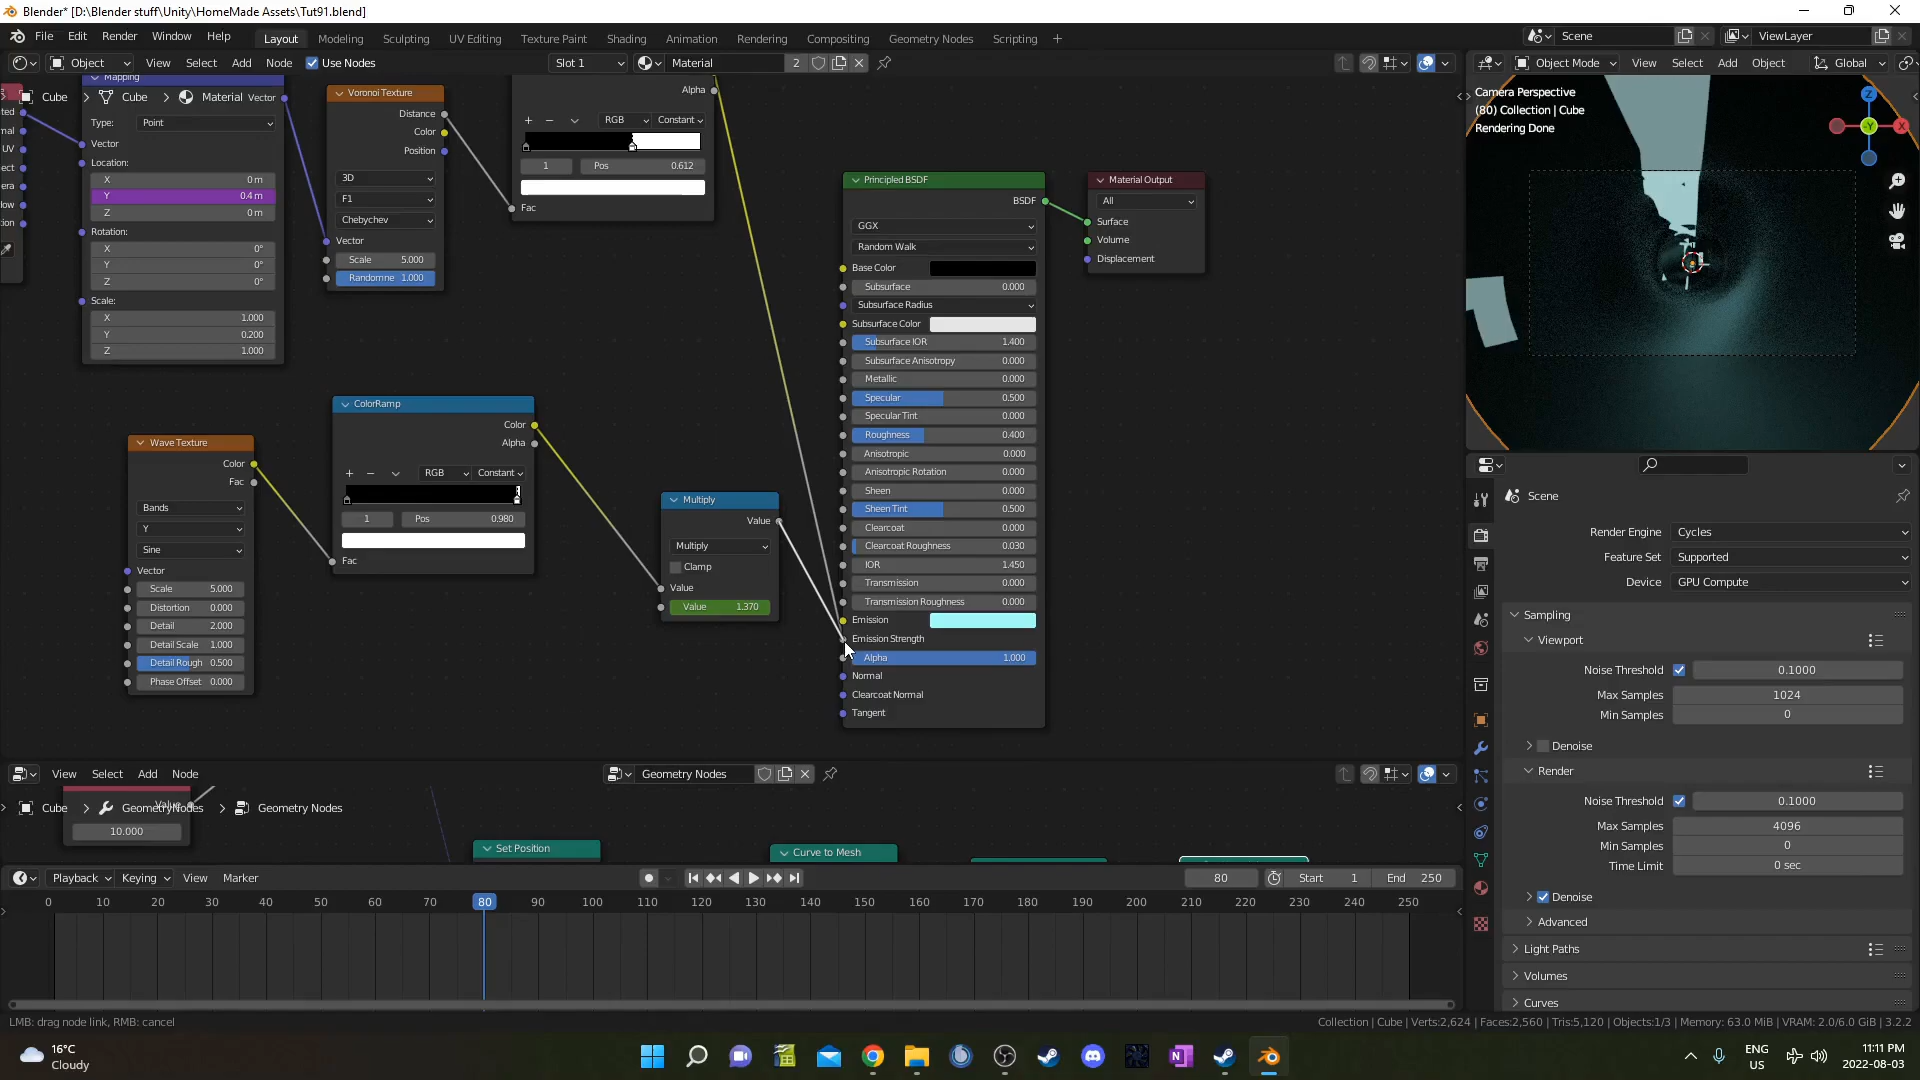 Blender* [D:\Blender stuff\Unity\HomeMade Assets\Tut91.blend]
File Edit Render Window Help Layout Modeling Sculpting UV Editing Texture Paint Shading Animation Rendering Compositing Geometry Nodes Scripting +
Scene ViewLayer
Object View Select Add Node Use Nodes Slot 1 Material 2
Object Mode View Select Add Object Global
Mapping
Cube > Cube > Material Vector
Type: Point
Vector
Location:
X 0 m
Y 0.4 m
Z 0 m
Rotation:
X 0°
Y 0°
Z 0°
Scale:
X 1.000
Y 0.200
Z 1.000
UV
Voronoi Texture
Distance
Color
Position
3D
F1
Chebychev
Vector
Scale 5.000
Randomne 1.000
Alpha
+ − RGB Constant
1 Pos 0.612
Fac
Principled BSDF
BSDF
GGX
Random Walk
Base Color
Subsurface 0.000
Subsurface Radius
Subsurface Color
Subsurface IOR 1.400
Subsurface Anisotropy 0.000
Metallic 0.000
Specular 0.500
Specular Tint 0.000
Roughness 0.400
Anisotropic 0.000
Anisotropic Rotation 0.000
Sheen 0.000
Sheen Tint 0.500
Clearcoat 0.000
Clearcoat Roughness 0.030
IOR 1.450
Transmission 0.000
Transmission Roughness 0.000
Emission
Emission Strength
Alpha 1.000
Normal
Clearcoat Normal
Tangent
Material Output
All
Surface
Volume
Displacement
Wave Texture
Color
Fac
Bands
Y
Sine
Vector
Scale 5.000
Distortion 0.000
Detail 2.000
Detail Scale 1.000
Detail Rough 0.500
Phase Offset 0.000
ColorRamp
Color
Alpha
+ − RGB Constant
1 Pos 0.980
Fac
Multiply
Value
Multiply
Clamp
Value
Value 1.370
Camera Perspective
(80) Collection | Cube
Rendering Done
Z
-Y
X
Scene
Render Engine Cycles
Feature Set Supported
Device GPU Compute
Sampling
Viewport
Noise Threshold 0.1000
Max Samples 1024
Min Samples 0
Denoise
Render
Noise Threshold 0.1000
Max Samples 4096
Min Samples 0
Time Limit 0 sec
Denoise
Advanced
Light Paths
Volumes
Curves
View Select Add Node Geometry Nodes
Value
Cube > GeometryNodes > Geometry Nodes
10.000
Set Position
Curve to Mesh
Playback Keying View Marker 80 Start 1 End 250
0 10 20 30 40 50 60 70 80 90 100 110 120 130 140 150 160 170 180 190 200 210 220 230 240 250
LMB: drag node link, RMB: cancel
Collection | Cube | Verts:2,624 | Faces:2,560 | Tris:5,120 | Objects:1/3 | Memory: 63.0 MiB | VRAM: 2.0/6.0 GiB | 3.2.2
16°C
Cloudy
ENG
US
11:11 PM
2022-08-03